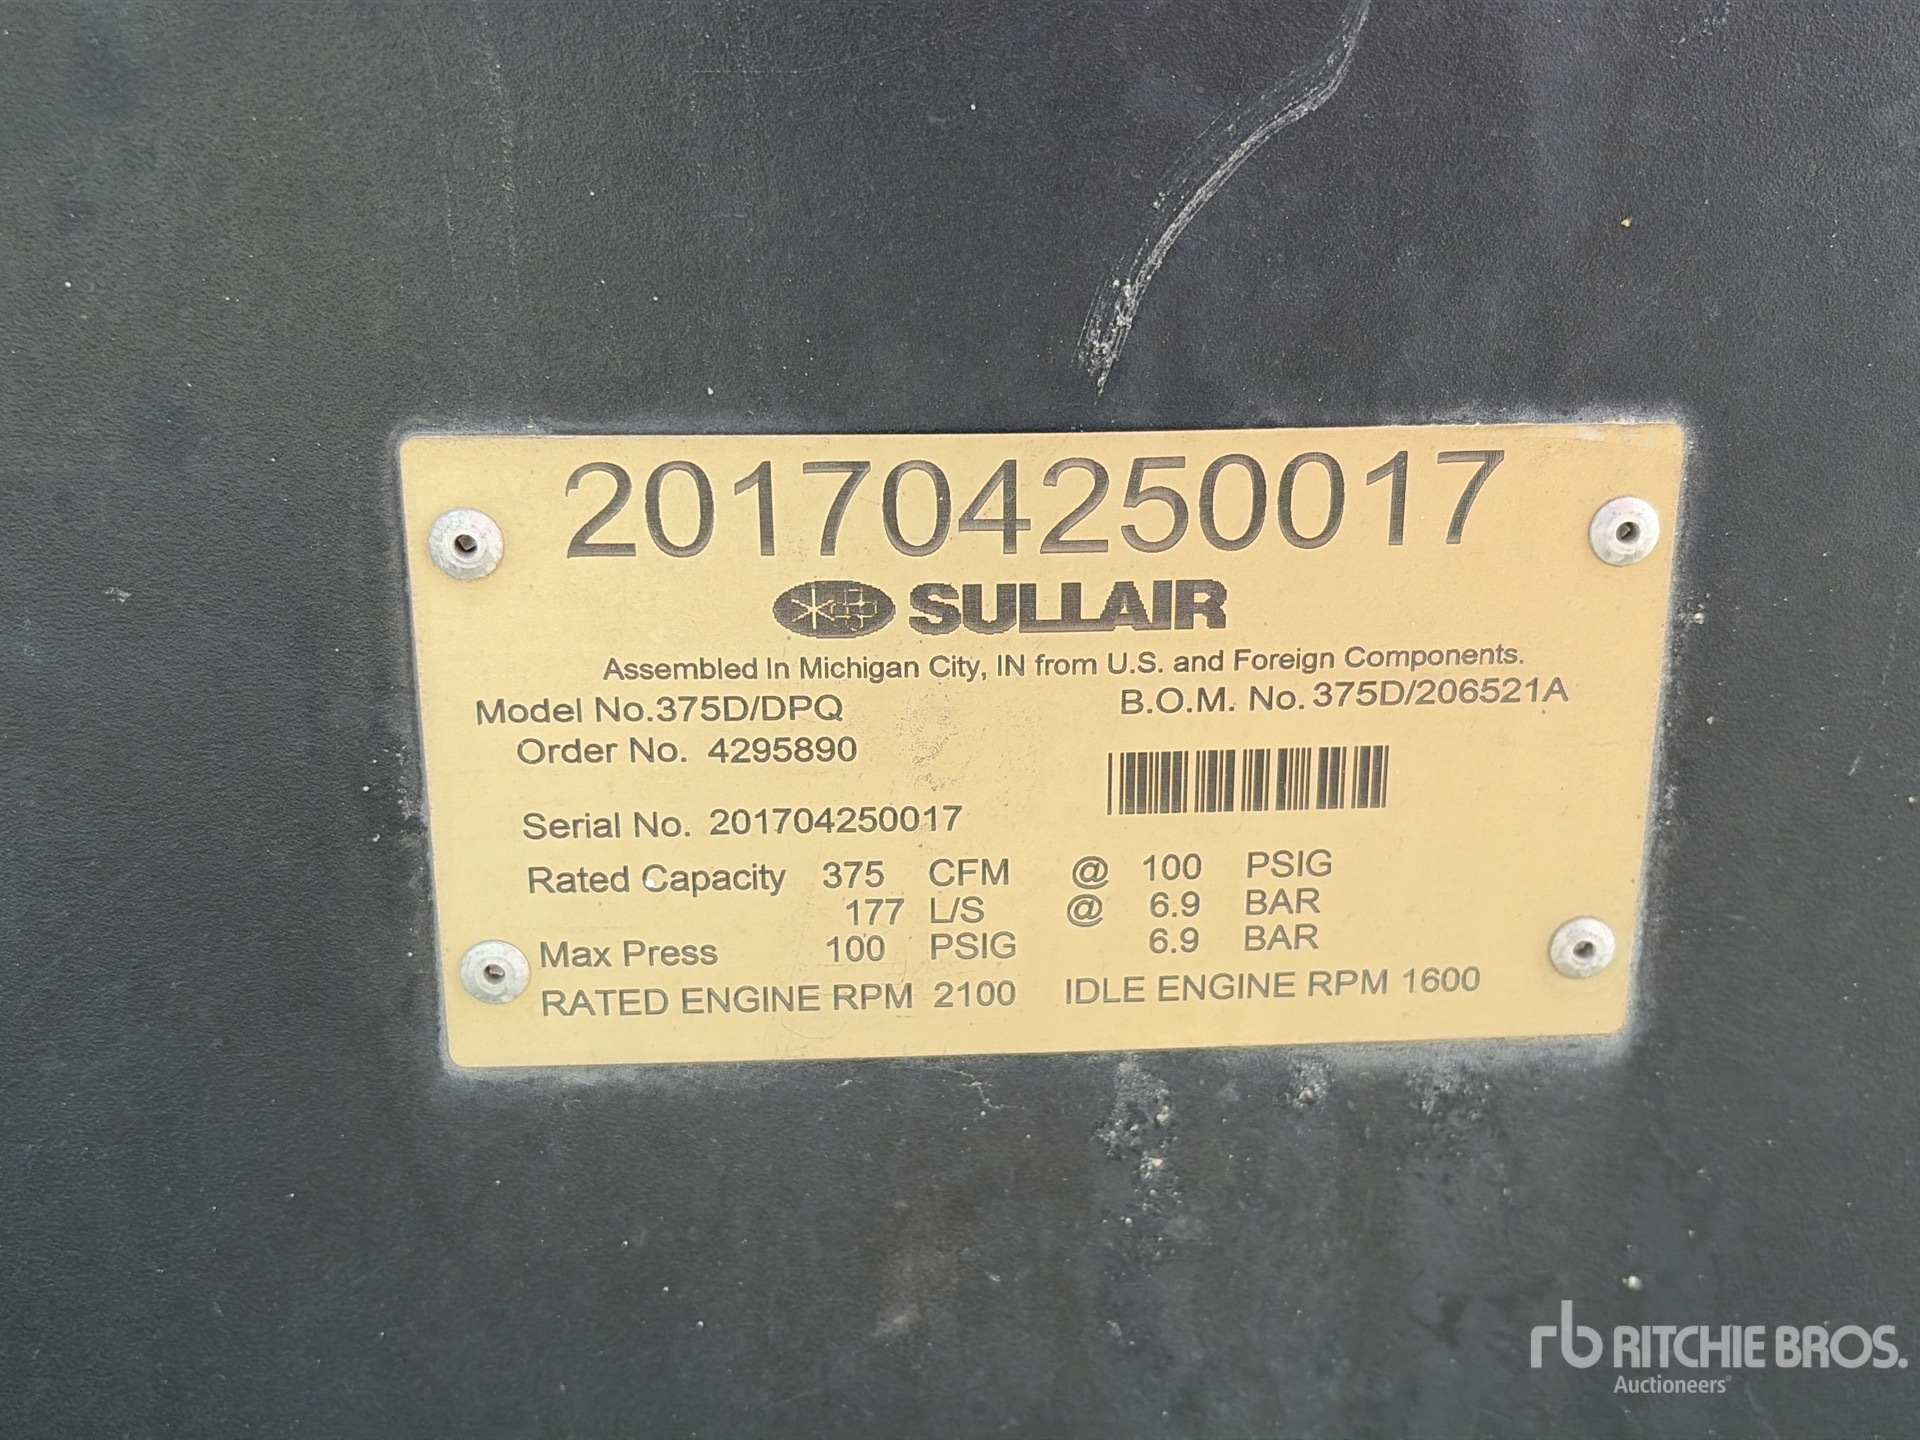 201704250017
SULLAIR
Assembled In Michigan City, IN from U.S. and Foreign Components.
Model No.375D/DPQ B.O.M. No. 375D/206521A
Order No. 4295890
Serial No. 201704250017
Rated Capacity 375 CFM @ 100 PSIG
177 L/S @ 6.9 BAR
Max Press 100 PSIG 6.9 BAR
RATED ENGINE RPM 2100 IDLE ENGINE RPM 1600
rb RITCHIE BROS.
Auctioneers